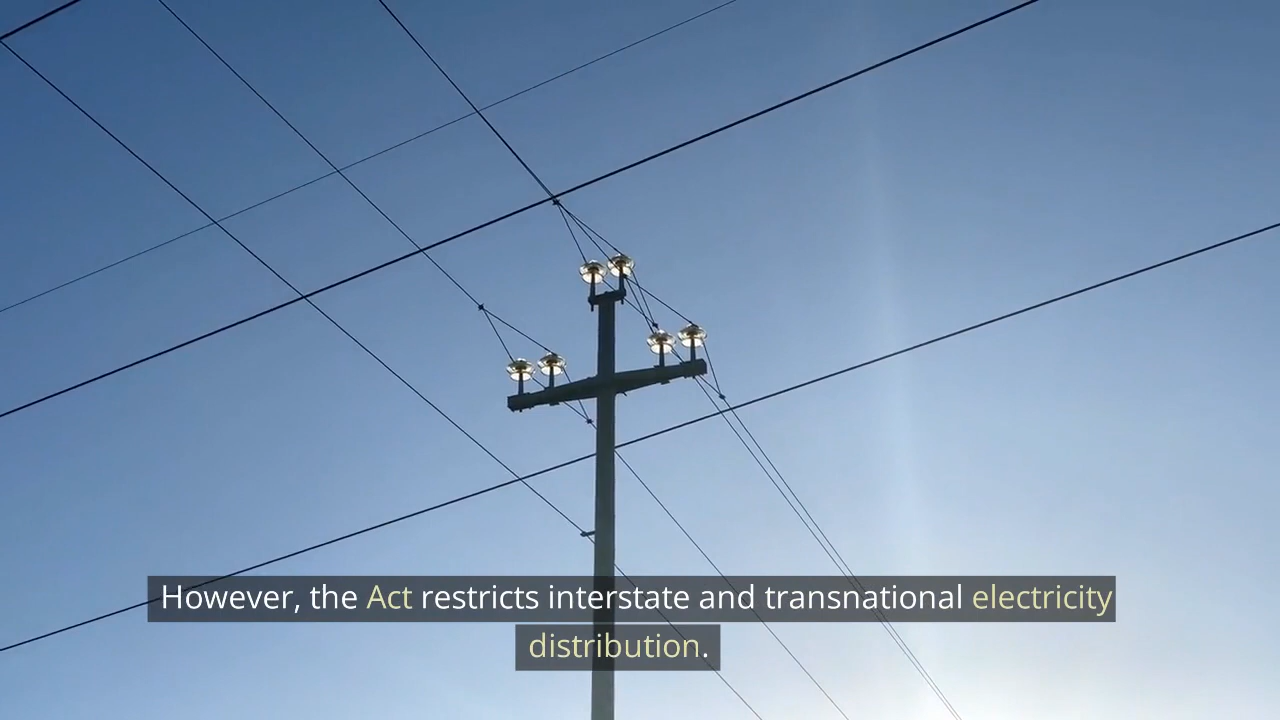 However, the Act restricts interstate and transnational electricity
distribution.